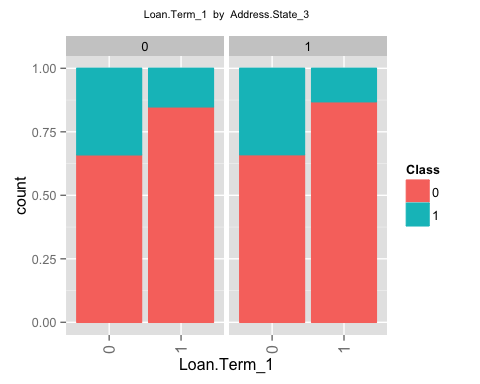 Loan.Term_1 by Address.State_3
0 1
1.00
0.75
0.50
0.25
0.00
count
0 1 0 1
Loan.Term_1
Class
0
1